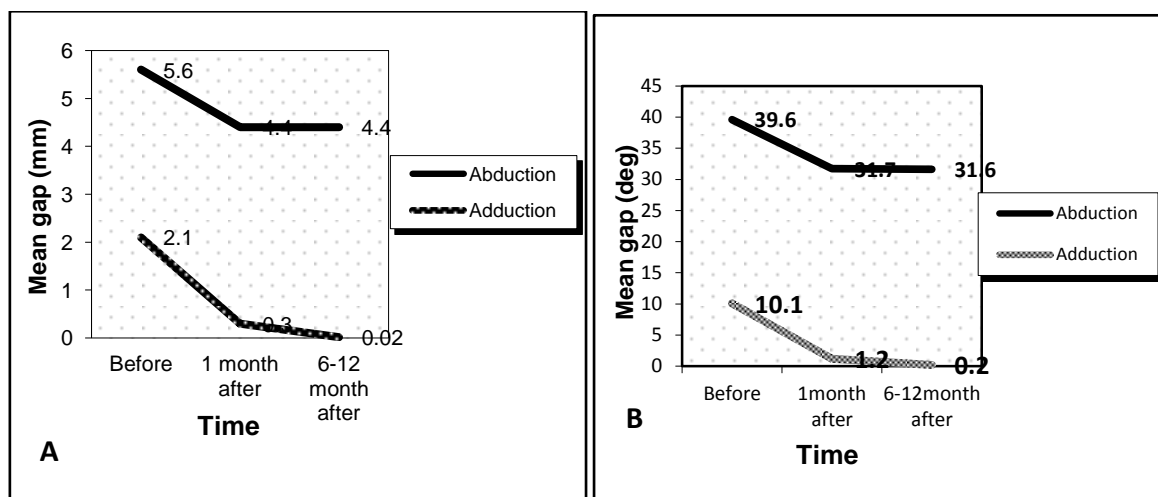 6
5
4
3
2
1
0
Mean gap (mm)
5.6
4.4
4.4
2.1
0.3
0.02
Before
1 month
after
6-12
month
after
Time
A
Abduction
Adduction
45
40
35
30
25
20
15
10
5
0
Mean gap (deg)
39.6
31.7
31.6
10.1
1.2
0.2
Before
1month
after
6-12month
after
Time
B
Abduction
Adduction